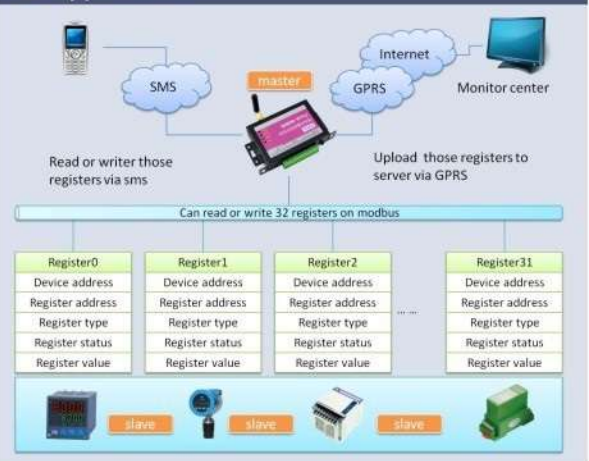 SMS
master
Internet
GPRS
Monitor center
Read or writer those
registers via sms
Upload those registers to
server via GPRS
Can read or write 32 registers on modbus
Register0
Device address
Register address
Register type
Register status
Register value
Register1
Device address
Register address
Register type
Register status
Register value
Register2
Device address
Register address
Register type
Register status
Register value
... ...
Register31
Device address
Register address
Register type
Register status
Register value
slave
slave
slave